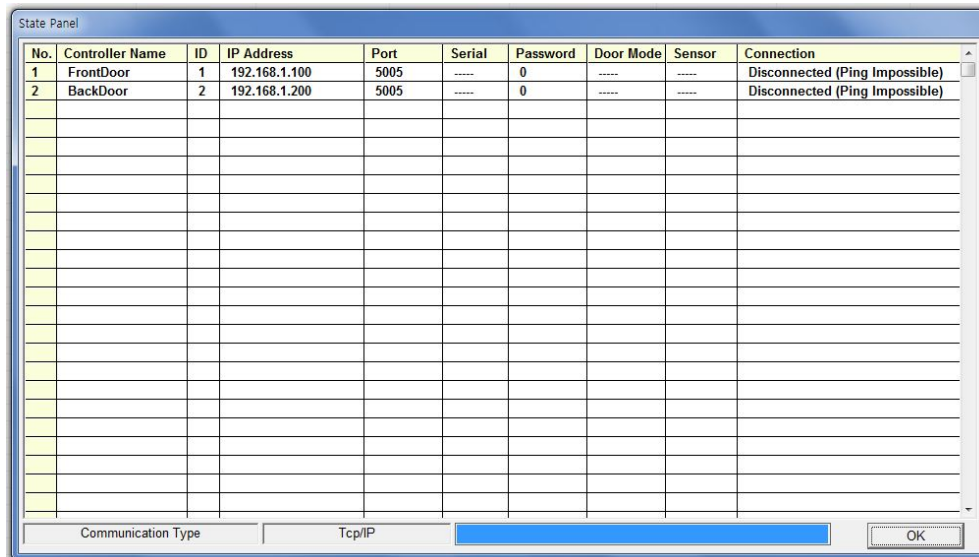 State Panel
No. Controller Name ID IP Address Port Serial Password Door Mode Sensor Connection
1 FrontDoor 1 192.168.1.100 5005 ----- 0 ----- ----- Disconnected (Ping Impossible)
2 BackDoor 2 192.168.1.200 5005 ----- 0 ----- ----- Disconnected (Ping Impossible)
Communication Type Tcp/IP OK